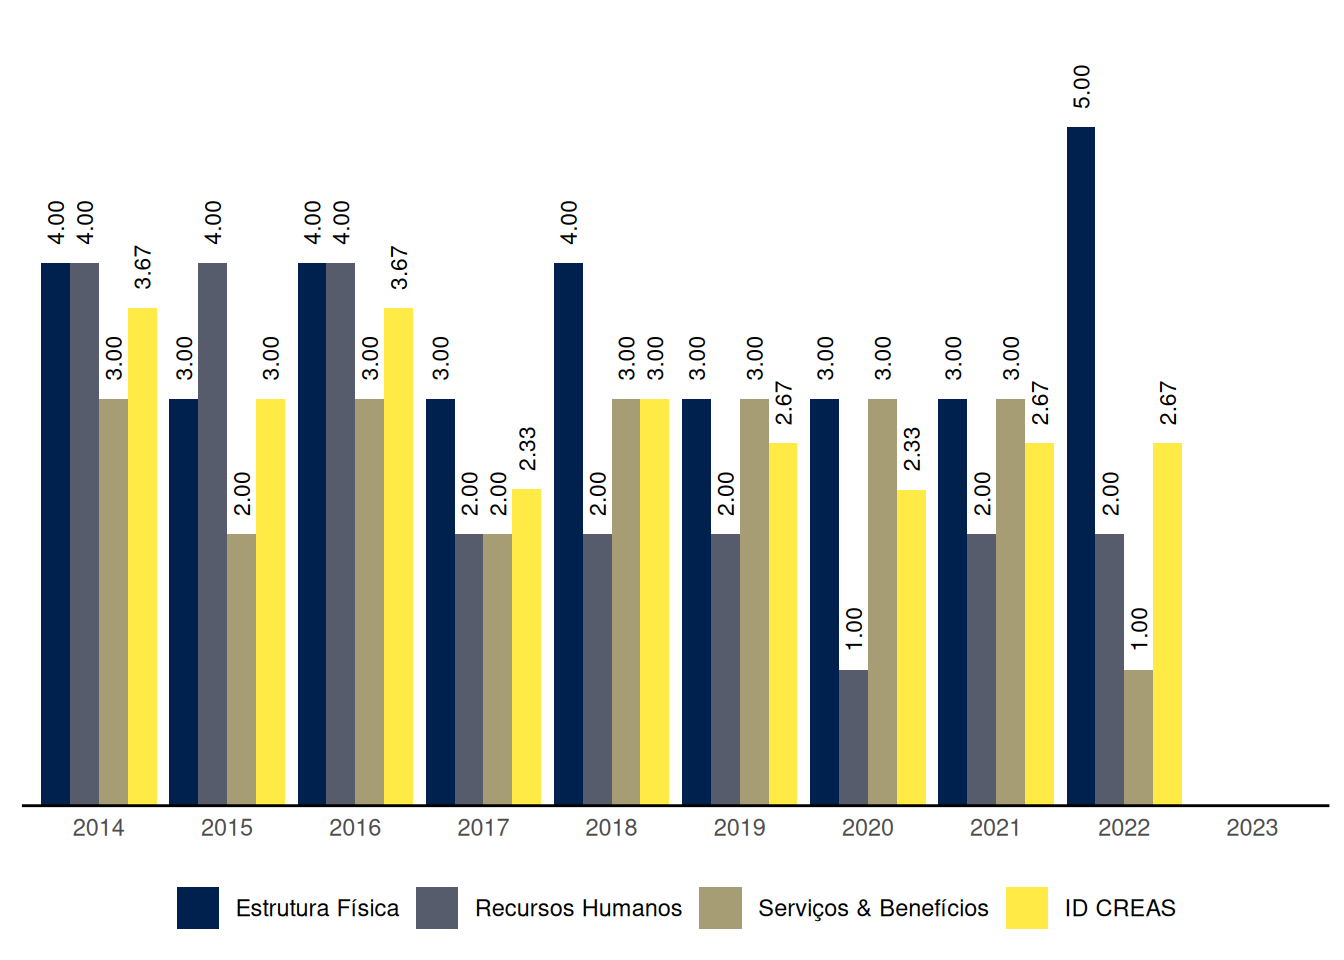 4.00 4.00 3.00 3.67 3.00 4.00 2.00 3.00 4.00 4.00 3.00 3.67 3.00 2.00 2.00 2.33 4.00 2.00 3.00 3.00 3.00 2.00 3.00 2.67 3.00 1.00 3.00 2.33 3.00 2.00 3.00 2.67 5.00 2.00 1.00 2.67
2014 2015 2016 2017 2018 2019 2020 2021 2022 2023
Estrutura Física Recursos Humanos Serviços & Benefícios ID CREAS